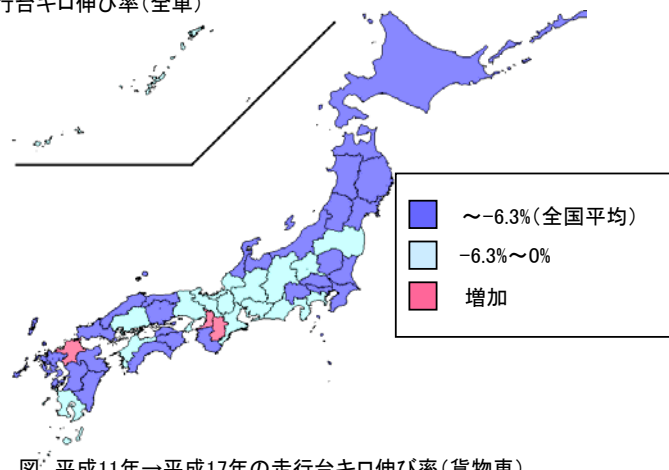 行台キロ伸び率(全車)
～-6.3%(全国平均)
-6.3%～0%
増加
図 平成11年→平成17年の走行台キロ伸び率(貨物車)